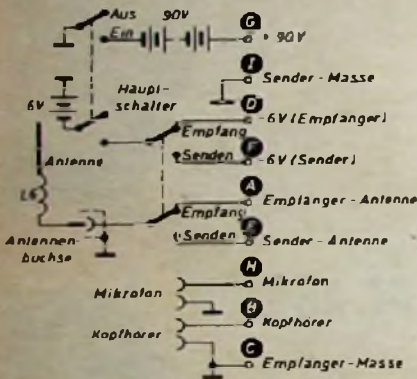 Aus 90V G
Ein + 90V
I
Sender-Masse
Haupt-
schalter
6V
D
Empfang -6V (Empfänger)
Antenne
Senden F -6V (Sender)
L6
A
Empfang Empfänger-Antenne
Antennen-
buchse
Senden Sender-Antenne
H
Mikrofon Mikrofon
B
Kopfhörer Kopfhörer
Empfänger-Masse